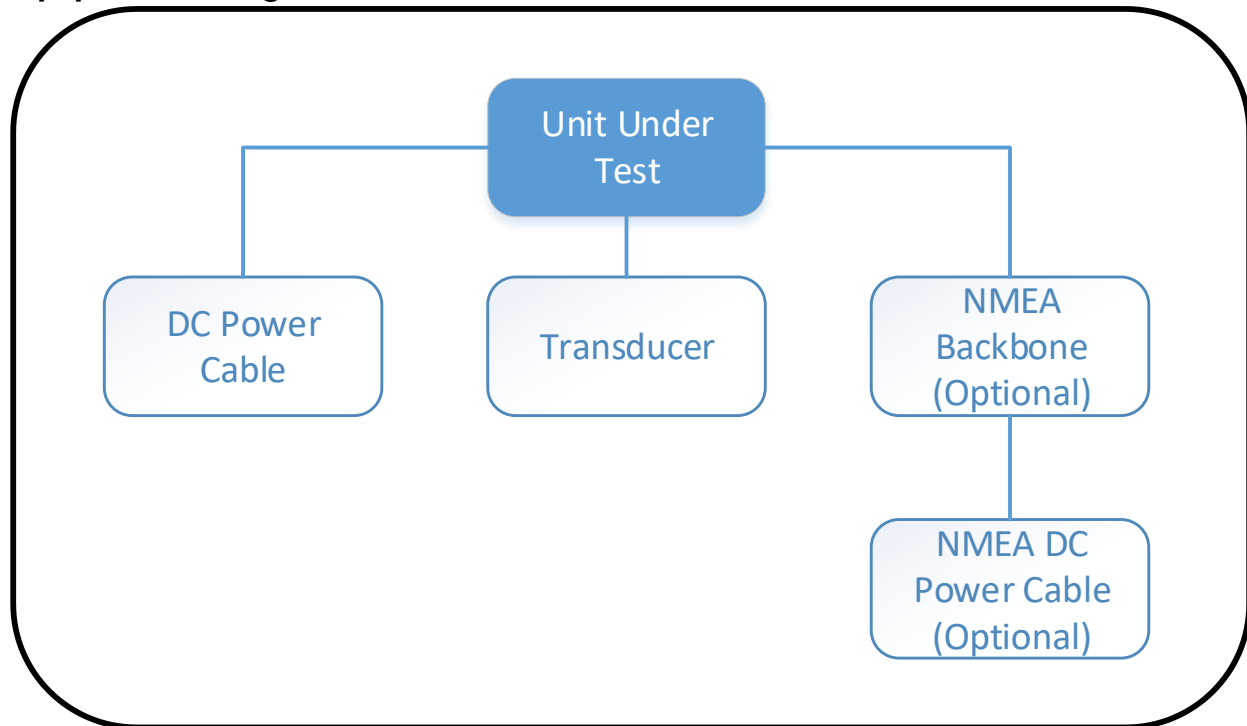 Unit Under
Test
DC Power
Cable
Transducer
NMEA
Backbone
(Optional)
NMEA DC
Power Cable
(Optional)